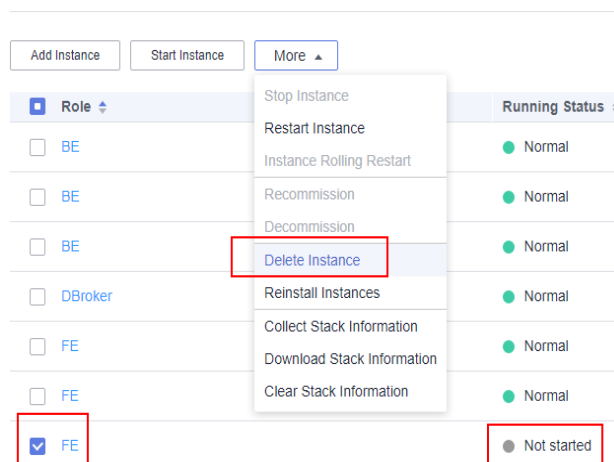 Add Instance Start Instance More
Stop Instance
Role Running Status
Restart Instance
BE Normal
Instance Rolling Restart
BE Recommission Normal
Decommission
BE Normal
Delete Instance
DBroker Reinstall Instances Normal
Collect Stack Information
FE Normal
Download Stack Information
FE Clear Stack Information Normal
FE Not started